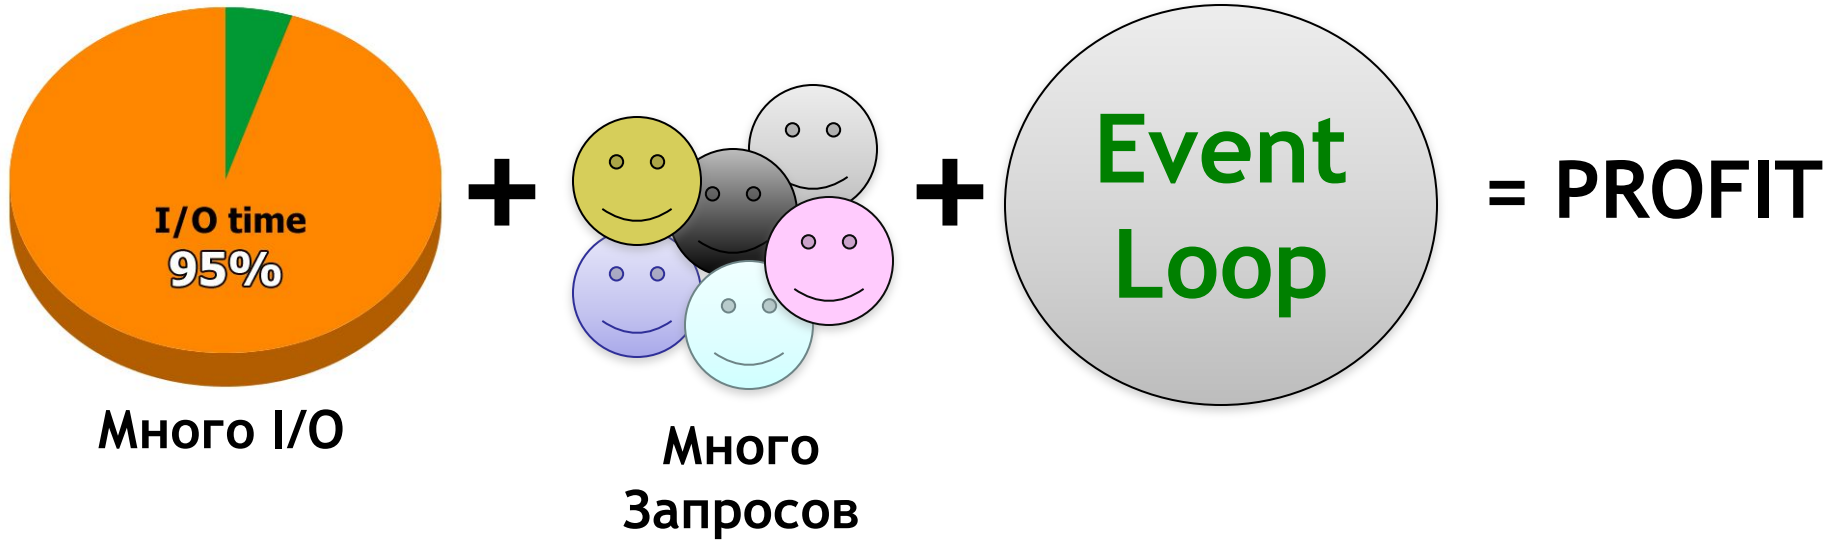 I/O time
95%
Много I/O
+
Много
Запросов
+
Event
Loop
= PROFIT